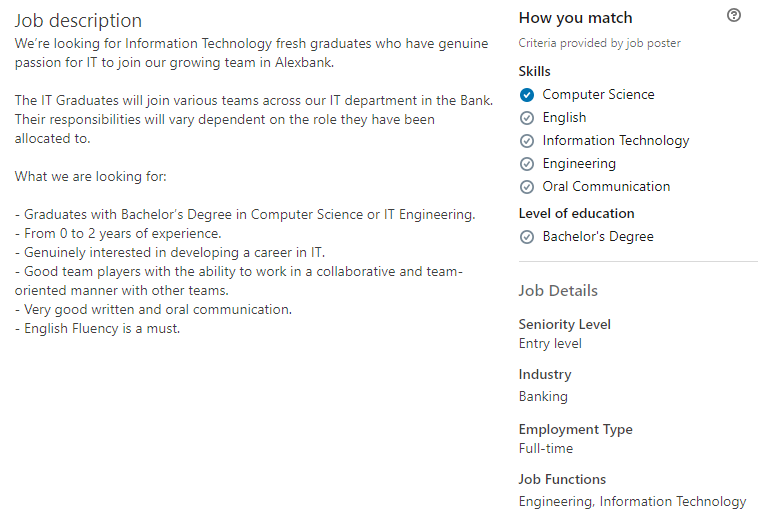 Job description
We're looking for Information Technology fresh graduates who have genuine
passion for IT to join our growing team in Alexbank.
The IT Graduates will join various teams across our IT department in the Bank.
Their responsibilities will vary dependent on the role they have been
allocated to.
What we are looking for:
- Graduates with Bachelor's Degree in Computer Science or IT Engineering.
- From 0 to 2 years of experience.
- Genuinely interested in developing a career in IT.
- Good team players with the ability to work in a collaborative and team-
oriented manner with other teams.
- Very good written and oral communication.
- English Fluency is a must.
How you match
?
Criteria provided by job poster
Skills
Computer Science
English
Information Technology
Engineering
Oral Communication
Level of education
Bachelor's Degree
Job Details
Seniority Level
Entry level
Industry
Banking
Employment Type
Full-time
Job Functions
Engineering, Information Technology